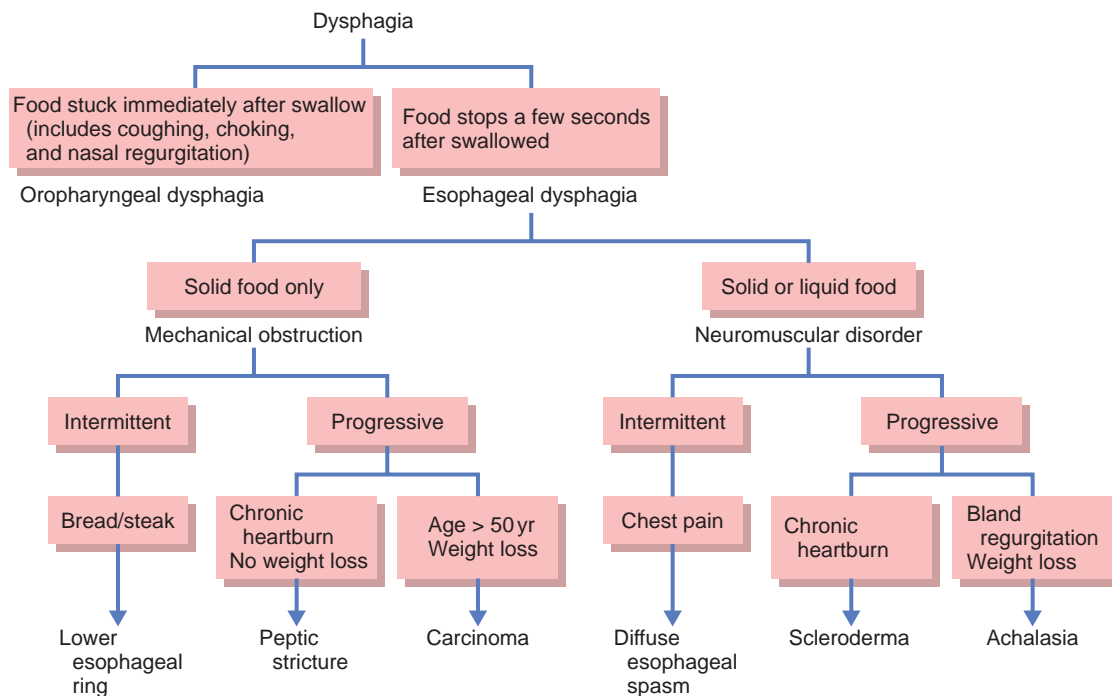 Dysphagia
Food stuck immediately after swallow
(includes coughing, choking,
and nasal regurgitation)
Food stops a few seconds
after swallowed
Oropharyngeal dysphagia
Esophageal dysphagia
Solid food only
Solid or liquid food
Mechanical obstruction
Neuromuscular disorder
Intermittent
Progressive
Intermittent
Progressive
Bread/steak
Chronic
heartburn
No weight loss
Age > 50 yr
Weight loss
Chest pain
Chronic
heartburn
Bland
regurgitation
Weight loss
Lower
esophageal
ring
Peptic
stricture
Carcinoma
Diffuse
esophageal
spasm
Scleroderma
Achalasia